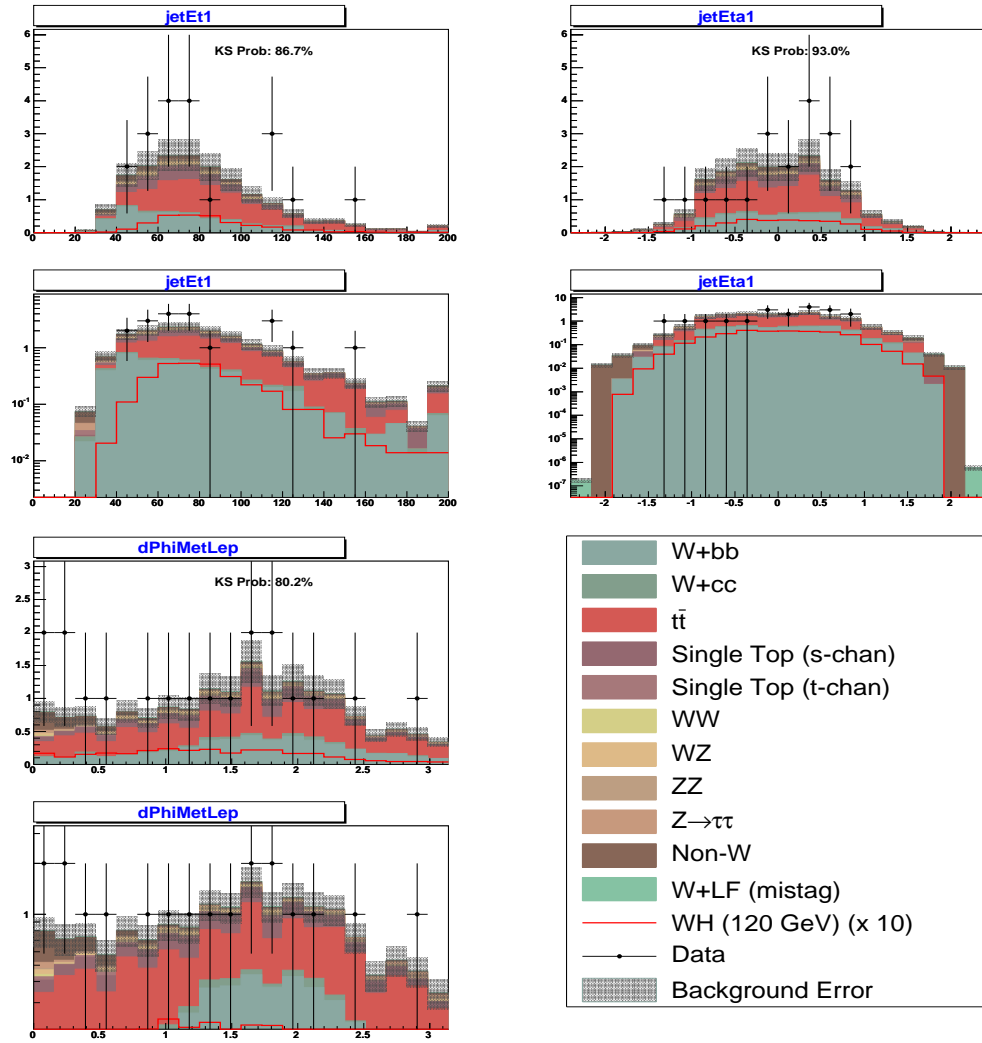 jetEt1
KS Prob: 86.7%
6
5
4
3
2
1
0
0 20 40 60 80 100 120 140 160 180 200
jetEta1
KS Prob: 93.0%
6
5
4
3
2
1
0
-2 -1.5 -1 -0.5 0 0.5 1 1.5 2
jetEt1
1
10⁻¹
10⁻²
0 20 40 60 80 100 120 140 160 180 200
jetEta1
10
1
10⁻¹
10⁻²
10⁻³
10⁻⁴
10⁻⁵
10⁻⁶
10⁻⁷
-2 -1.5 -1 -0.5 0 0.5 1 1.5 2
dPhiMetLep
KS Prob: 80.2%
3
2.5
2
1.5
1
0.5
0
0 0.5 1 1.5 2 2.5 3
dPhiMetLep
1
0 0.5 1 1.5 2 2.5 3
W+bb
W+cc
tt̄
Single Top (s-chan)
Single Top (t-chan)
WW
WZ
ZZ
Z→ττ
Non-W
W+LF (mistag)
WH (120 GeV) (x 10)
Data
Background Error